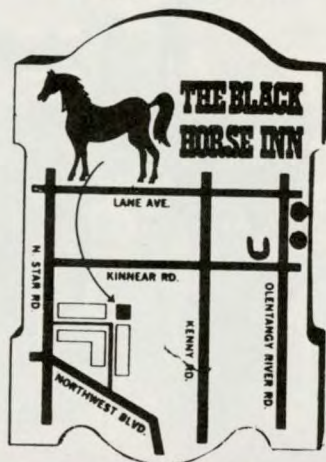 THE BLACK
HORSE INN
LANE AVE.
N. STAR RD.
KINNEAR RD.
KENNY RD.
OLENTANGY RIVER RD.
NORTHWEST BLVD.